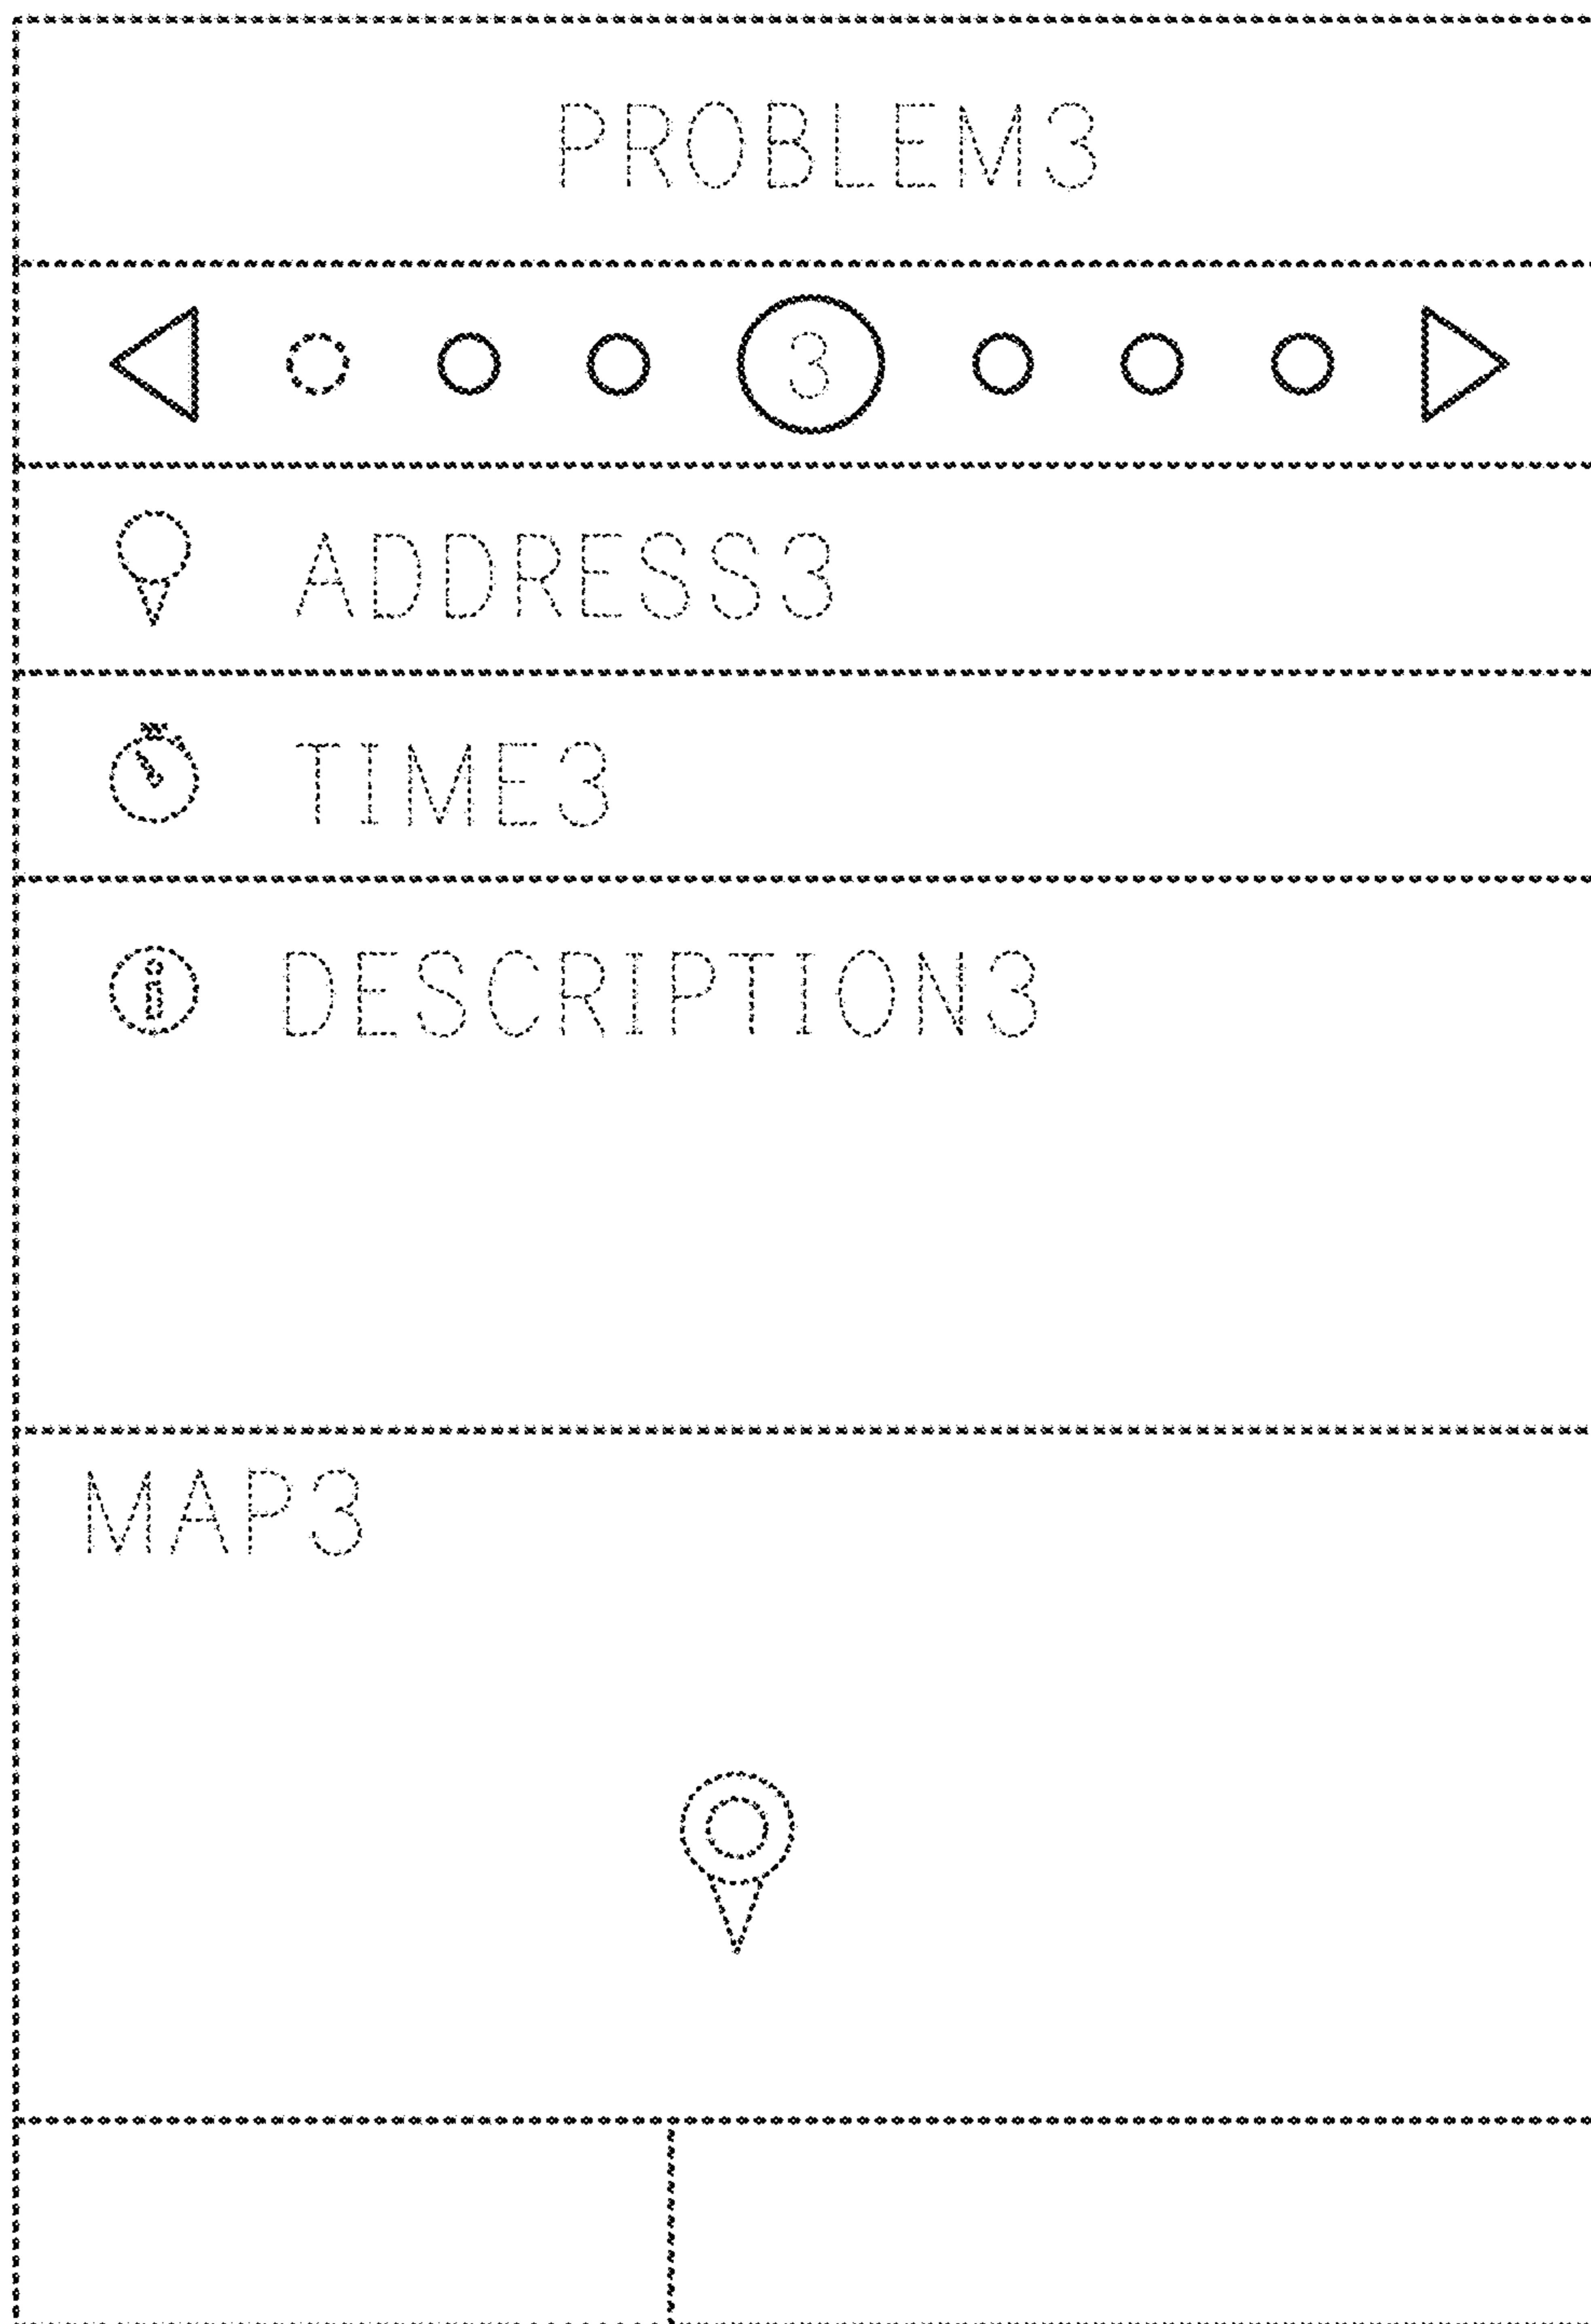 PROBLEM3
3
ADDRESS3
TIME3
i DESCRIPTION3
MAP3